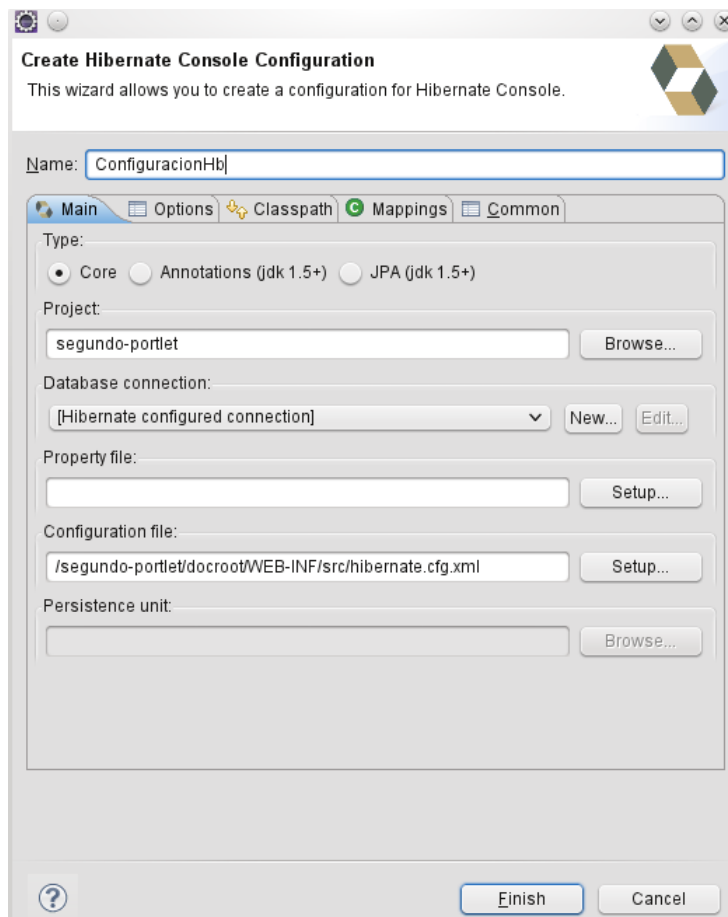 Create Hibernate Console Configuration
This wizard allows you to create a configuration for Hibernate Console.
Name: ConfiguracionHb
Main Options Classpath Mappings Common
Type:
Core Annotations (jdk 1.5+) JPA (jdk 1.5+)
Project:
segundo-portlet Browse...
Database connection:
[Hibernate configured connection] New... Edit...
Property file:
Setup...
Configuration file:
/segundo-portlet/docroot/WEB-INF/src/hibernate.cfg.xml Setup...
Persistence unit:
Browse...
Finish Cancel